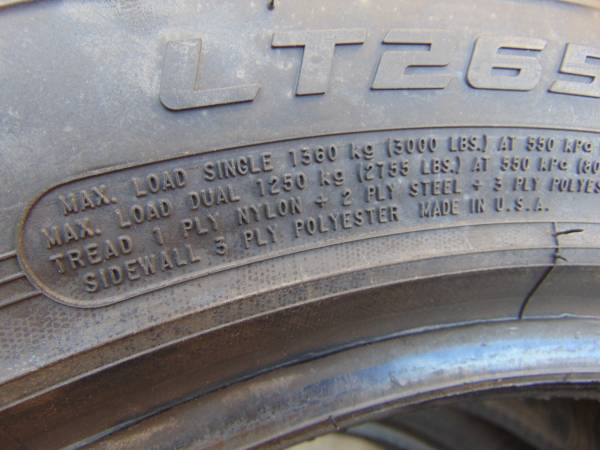 LT265
MAX. LOAD SINGLE 1360 kg (3000 LBS.) AT 550 kPa
MAX. LOAD DUAL 1250 kg (2755 LBS.) AT 550 kPa (80
TREAD 1 PLY NYLON + 2 PLY STEEL + 3 PLY POLYES
SIDEWALL 3 PLY POLYESTER MADE IN U.S.A.